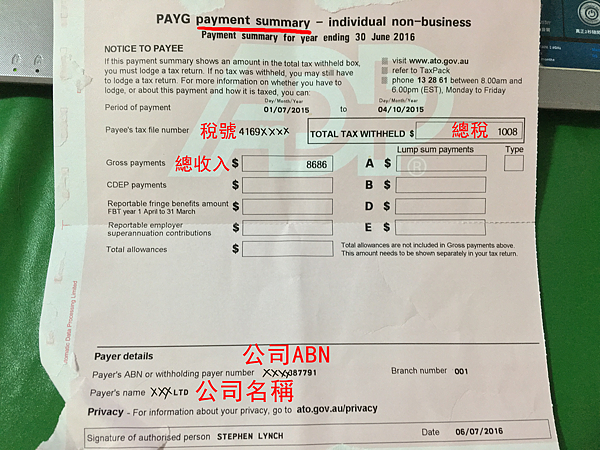 PAYG payment summary – individual non-business
Payment summary for year ending 30 June 2016
NOTICE TO PAYEE
If this payment summary shows an amount in the total tax withheld box,
you must lodge a tax return. If no tax was withheld, you may still have
to lodge a tax return. For more information on whether you have to
lodge, or about this payment and how it is taxed, you can:
visit www.ato.gov.au
refer to TaxPack
phone 13 28 61 between 8.00am and
6.00pm (EST), Monday to Friday
Day/Month/Year Day/Month/Year
Period of payment 01/07/2015 to 04/10/2015
Payee's tax file number 稅號 4169XXXX TOTAL TAX WITHHELD $ 總稅 1008
Lump sum payments Type
Gross payments 總收入 $ 8686 A $
CDEP payments $ B $
Reportable fringe benefits amount
FBT year 1 April to 31 March $ D $
Reportable employer
superannuation contributions $ E $
Total allowances $ Total allowances are not included in Gross payments above.
This amount needs to be shown separately in your tax return.
ADP®
omatic Data Processing Limited
Payer details
公司ABN
Payer's ABN or withholding payer number XXXX087791 Branch number 001
Payer's name XXX LTD 公司名稱
Privacy - For information about your privacy, go to ato.gov.au/privacy
Signature of authorised person STEPHEN LYNCH Date 06/07/2016